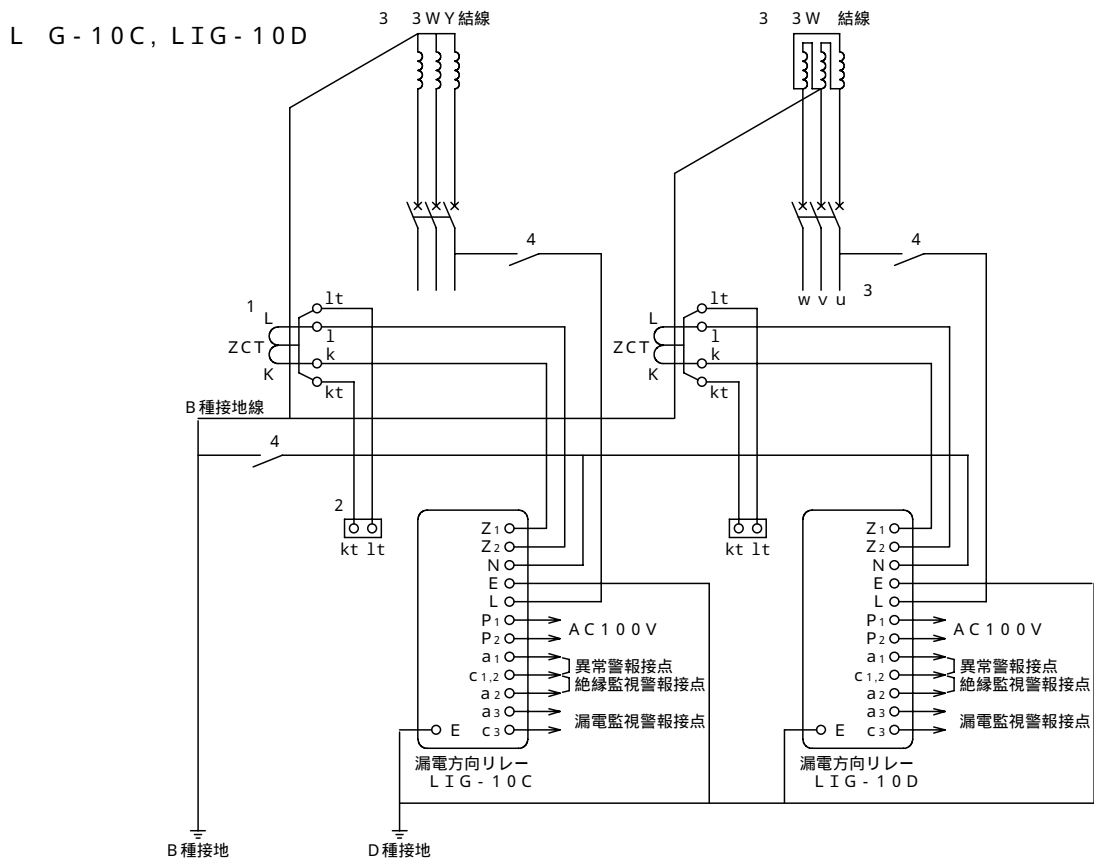 L G-10C, LIG-10D
3 3WY結線
3 3W 結線
4
4
1
L
ZCT
K
lt
l
k
kt
w v u
3
L
ZCT
K
lt
l
k
kt
B種接地線
4
2
kt lt
kt lt
Z1
Z2
N
E
L
P1
P2
AC100V
a1
c1,2
a2
異常警報接点
絶縁監視警報接点
a3
c3
漏電監視警報接点
E
漏電方向リレー
LIG-10C
Z1
Z2
N
E
L
P1
P2
AC100V
a1
c1,2
a2
異常警報接点
絶縁監視警報接点
a3
c3
漏電監視警報接点
E
漏電方向リレー
LIG-10D
B種接地
D種接地